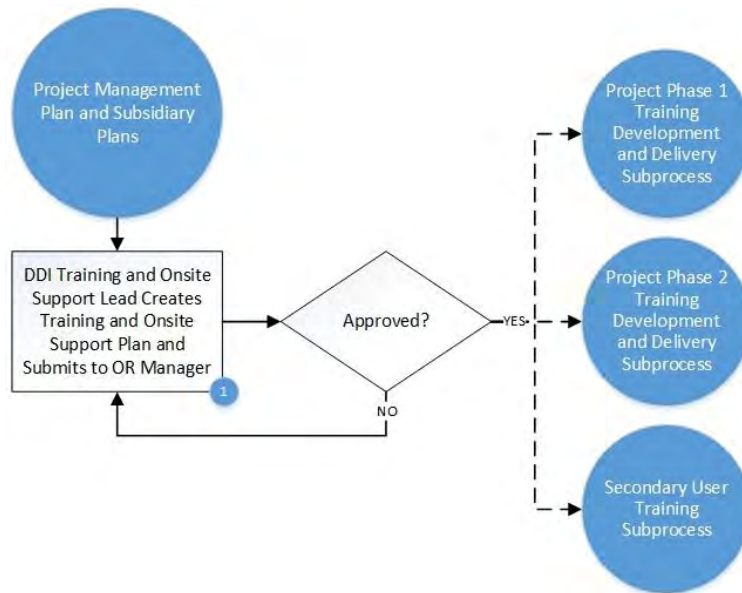 Project Management
Plan and Subsidiary
Plans
DDI Training and Onsite
Support Lead Creates
Training and Onsite
Support Plan and
Submits to OR Manager
1
Approved?
YES
NO
Project Phase 1
Training
Development
and Delivery
Subprocess
Project Phase 2
Training
Development
and Delivery
Subprocess
Secondary User
Training
Subprocess